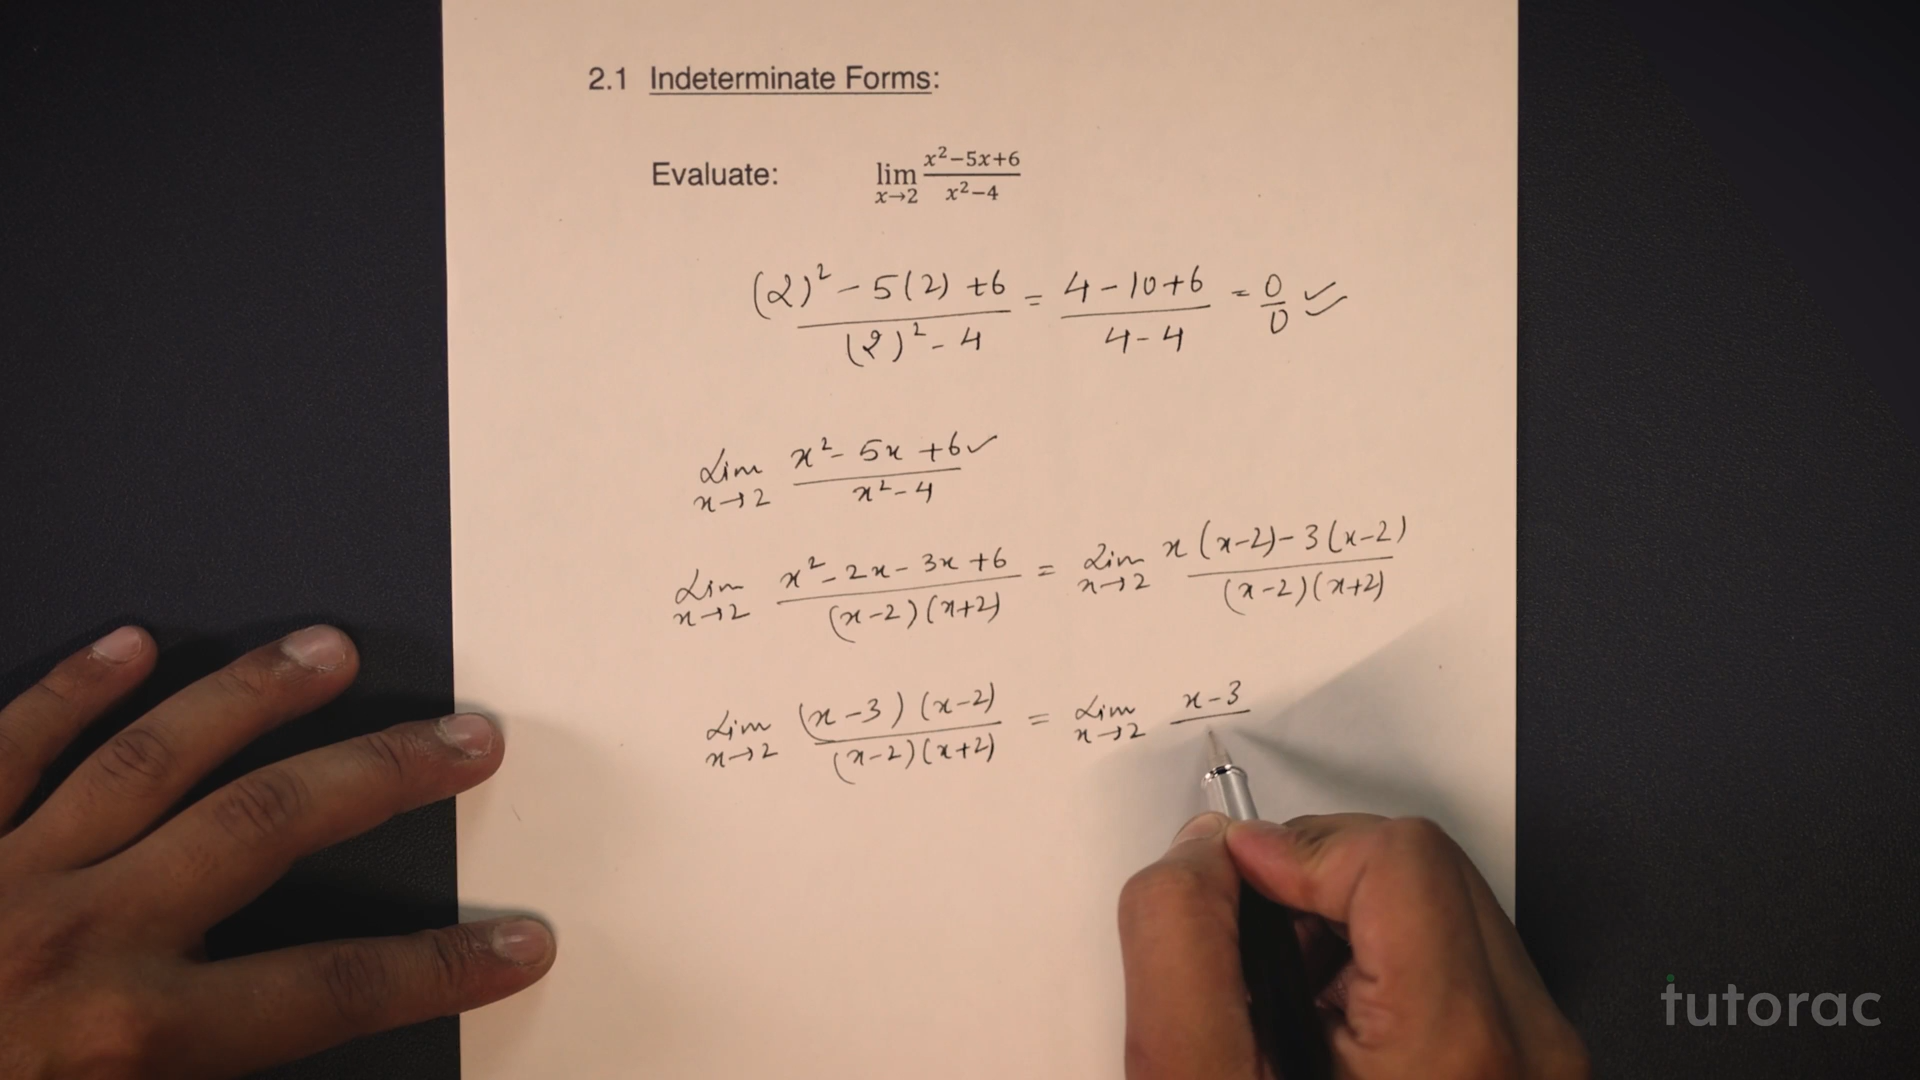 2.1 Indeterminate Forms:
Evaluate: lim x→2 x²−5x+6 / x²−4
(2)² − 5(2) + 6 / (2)² − 4 = 4 − 10 + 6 / 4 − 4 = 0/0 ✓
Lim x→2 x² − 5x + 6 ✓ / x² − 4
Lim x→2 x² − 2x − 3x + 6 / (x−2)(x+2) = Lim x→2 x(x−2) − 3(x−2) / (x−2)(x+2)
Lim x→2 (x−3)(x−2) / (x−2)(x+2) = Lim x→2 x−3 /
tutorac